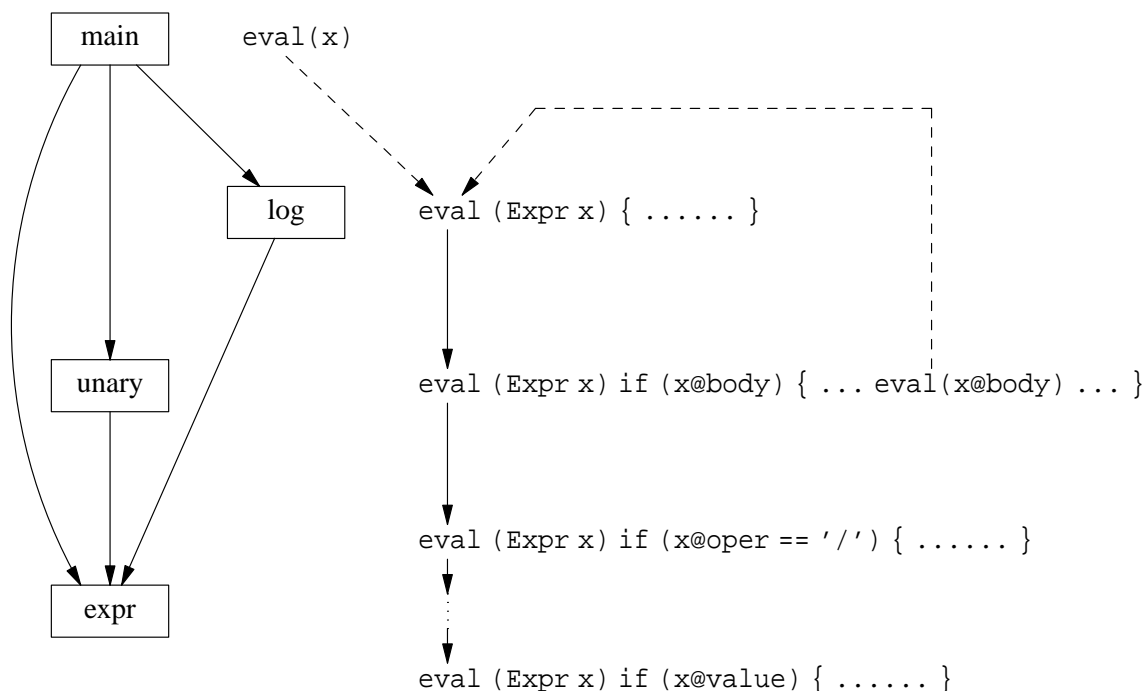 main
eval(x)
log
eval (Expr x) { ...... }
unary
eval (Expr x) if (x@body) { ... eval(x@body) ... }
eval (Expr x) if (x@oper == '/') { ...... }
expr
eval (Expr x) if (x@value) { ...... }